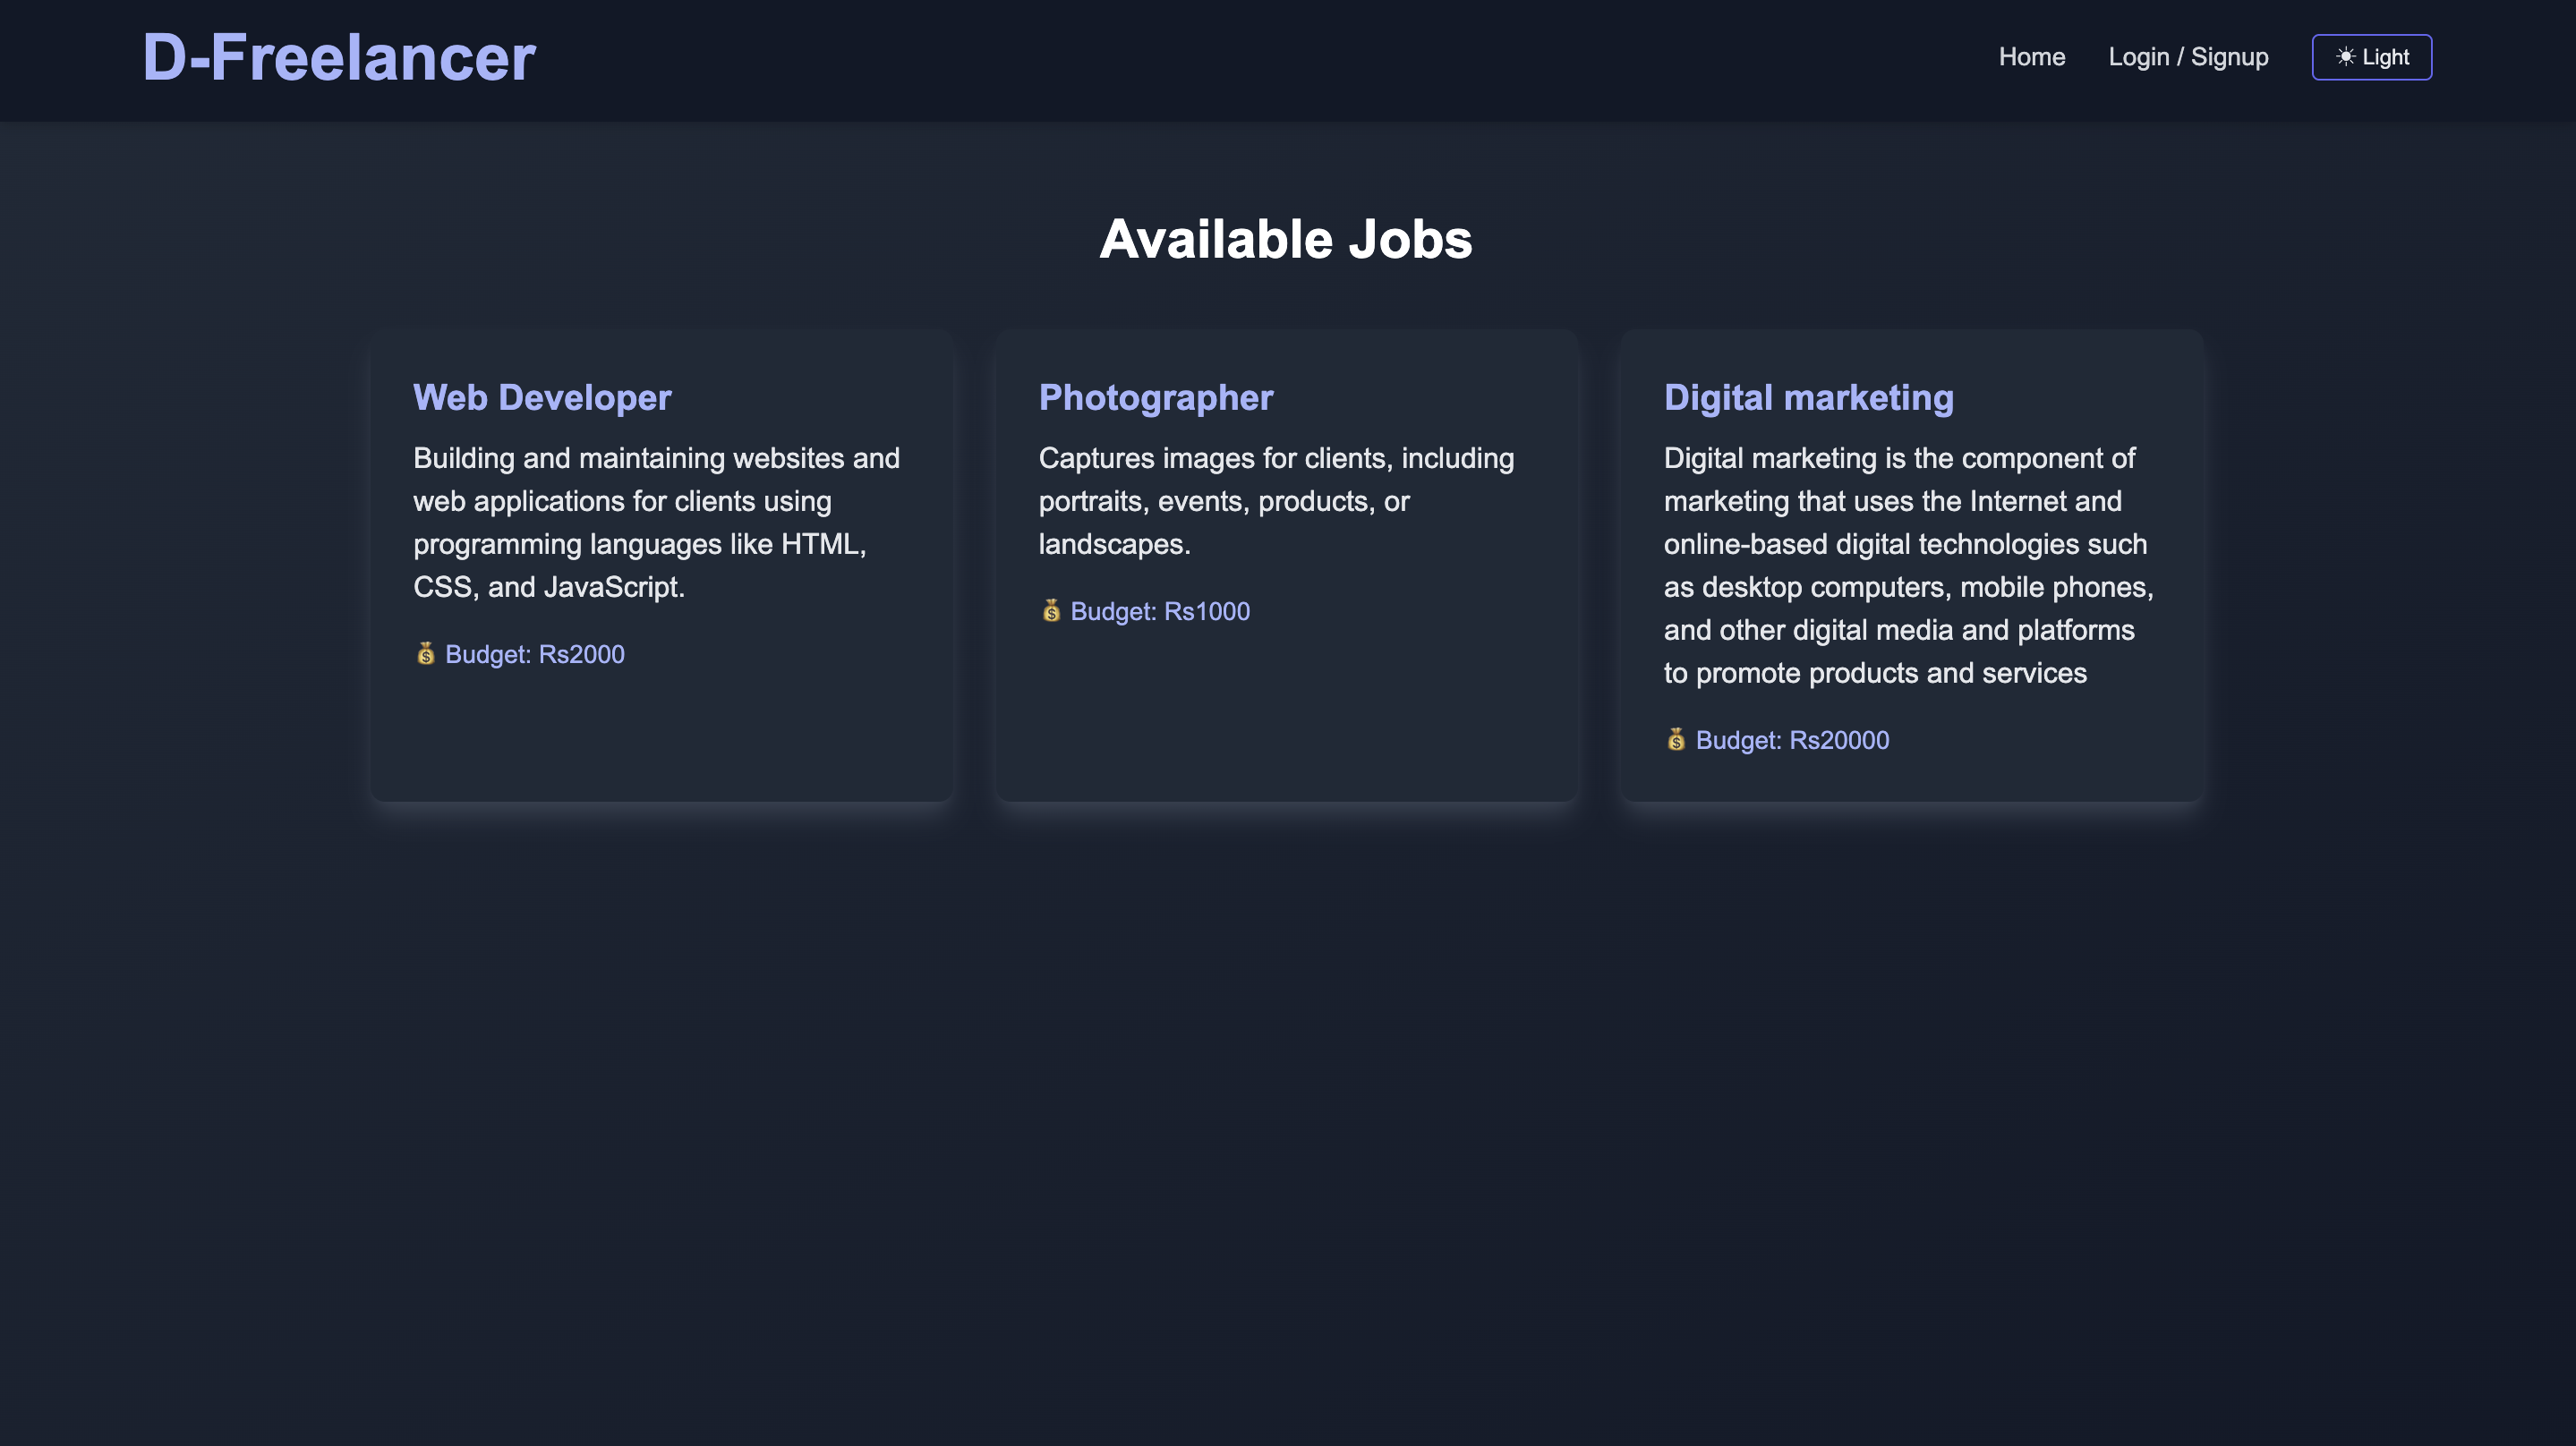 D-Freelancer
Home
Login / Signup
☀ Light
Available Jobs
Web Developer
Building and maintaining websites and
web applications for clients using
programming languages like HTML,
CSS, and JavaScript.
💰 Budget: Rs2000
Photographer
Captures images for clients, including
portraits, events, products, or
landscapes.
💰 Budget: Rs1000
Digital marketing
Digital marketing is the component of
marketing that uses the Internet and
online-based digital technologies such
as desktop computers, mobile phones,
and other digital media and platforms
to promote products and services
💰 Budget: Rs20000